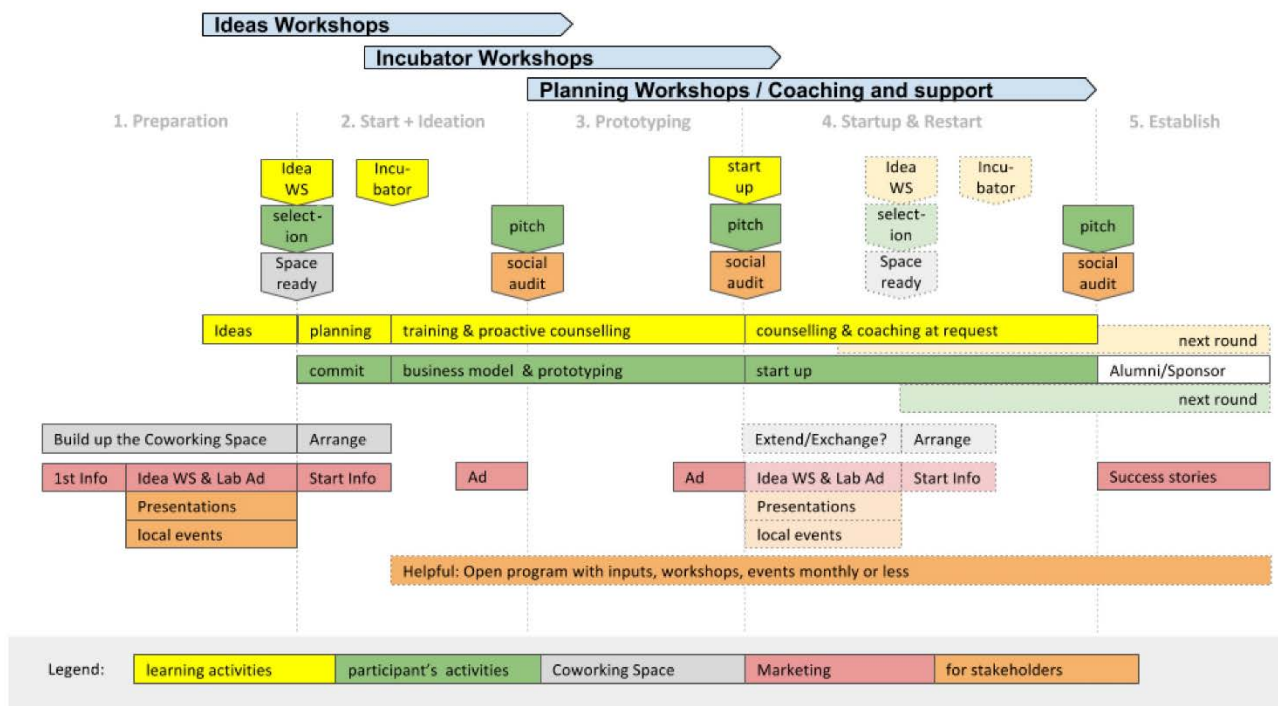 Ideas Workshops
Incubator Workshops
Planning Workshops / Coaching and support
1. Preparation
2. Start + Ideation
3. Prototyping
4. Startup & Restart
5. Establish
Idea
WS
Incu-
bator
start
up
Idea
WS
Incu-
bator
select-
ion
pitch
pitch
select-
ion
pitch
Space
ready
social
audit
social
audit
Space
ready
social
audit
Ideas
planning
training & proactive counselling
counselling & coaching at request
next round
commit
business model & prototyping
start up
Alumni/Sponsor
next round
Build up the Coworking Space
Arrange
Extend/Exchange?
Arrange
1st Info
Idea WS & Lab Ad
Start Info
Ad
Ad
Idea WS & Lab Ad
Start Info
Success stories
Presentations
Presentations
local events
local events
Helpful: Open program with inputs, workshops, events monthly or less
Legend:
learning activities
participant's activities
Coworking Space
Marketing
for stakeholders